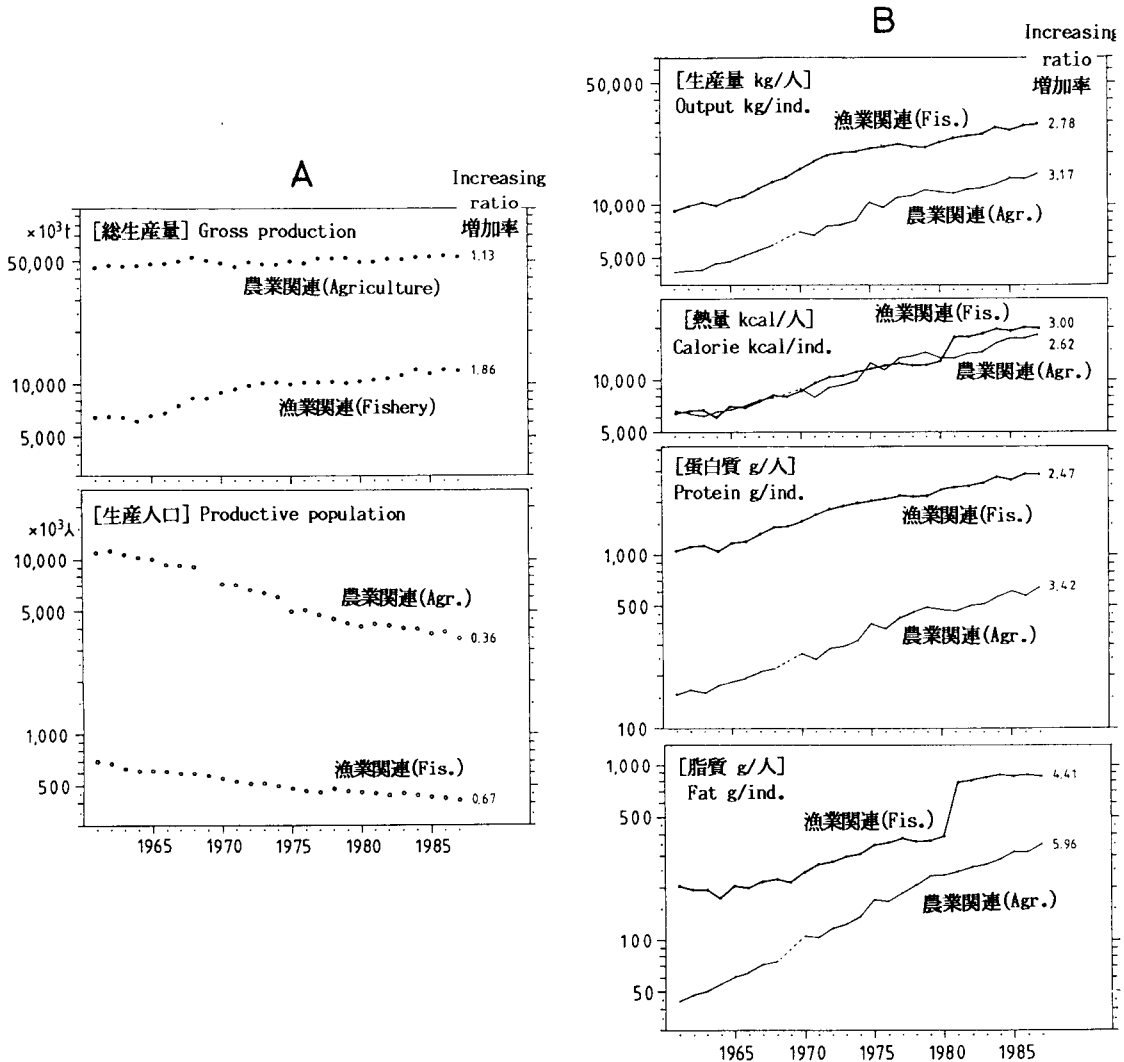 A
Increasing
ratio
増加率
×10³t
[総生産量] Gross production
50,000
1.13
農業関連(Agriculture)
10,000
1.86
漁業関連(Fishery)
5,000
[生産人口] Productive population
×10³人
10,000
農業関連(Agr.)
5,000
0.36
1,000
漁業関連(Fis.)
500
0.67
1965 1970 1975 1980 1985
B
Increasing
ratio
増加率
[生産量 kg/人]
Output kg/ind.
50,000
漁業関連(Fis.)
2.78
3.17
10,000
農業関連(Agr.)
5,000
[熱量 kcal/人]
Calorie kcal/ind.
漁業関連(Fis.)
3.00
2.62
10,000
農業関連(Agr.)
5,000
[蛋白質 g/人]
Protein g/ind.
2.47
漁業関連(Fis.)
1,000
3.42
500
農業関連(Agr.)
100
[脂質 g/人]
Fat g/ind.
1,000
4.41
500
漁業関連(Fis.)
5.96
農業関連(Agr.)
100
50
1965 1970 1975 1980 1985